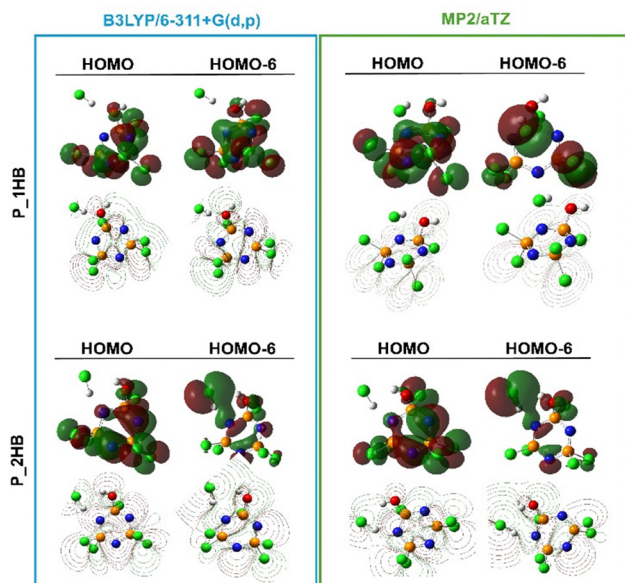 B3LYP/6-311+G(d,p)
MP2/aTZ
HOMO
HOMO-6
HOMO
HOMO-6
P_1HB
HOMO
HOMO-6
HOMO
HOMO-6
P_2HB